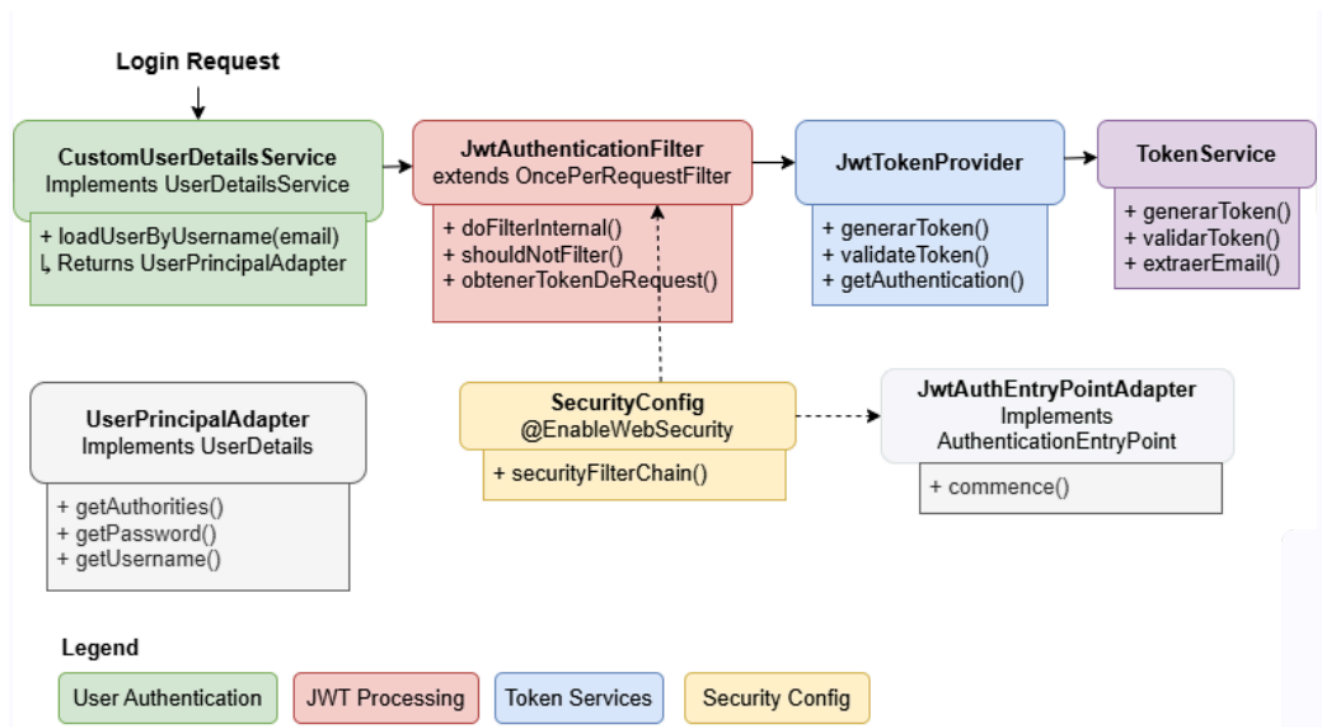 Login Request
CustomUserDetailsService
Implements UserDetailsService
+ loadUserByUsername(email)
↳ Returns UserPrincipalAdapter
JwtAuthenticationFilter
extends OncePerRequestFilter
+ doFilterInternal()
+ shouldNotFilter()
+ obtenerTokenDeRequest()
JwtTokenProvider
+ generarToken()
+ validateToken()
+ getAuthentication()
TokenService
+ generarToken()
+ validarToken()
+ extraerEmail()
UserPrincipalAdapter
Implements UserDetails
+ getAuthorities()
+ getPassword()
+ getUsername()
SecurityConfig
@EnableWebSecurity
+ securityFilterChain()
JwtAuthEntryPointAdapter
Implements
AuthenticationEntryPoint
+ commence()
Legend
User Authentication
JWT Processing
Token Services
Security Config